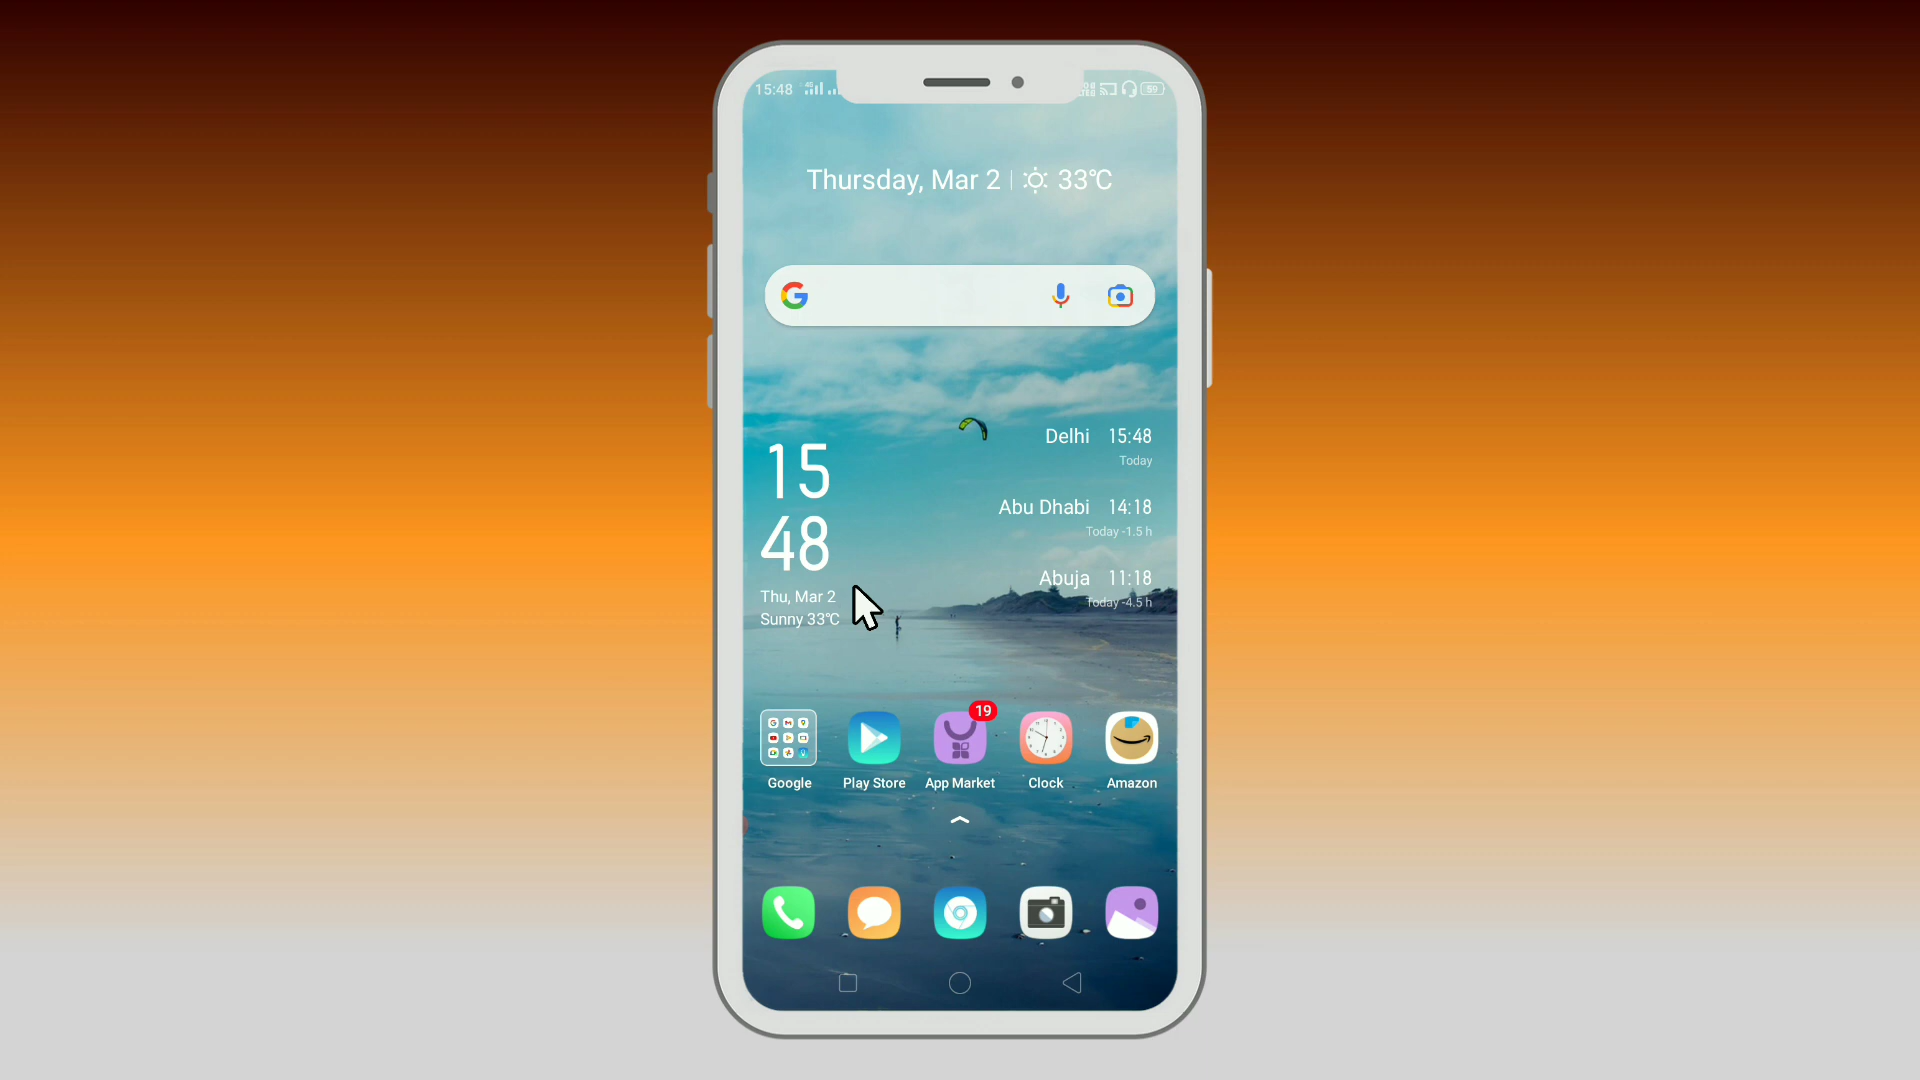 15:48 4G 59
Thursday, Mar 2 33℃
Delhi 15:48
Today
Abu Dhabi 14:18
Today -1.5 h
Abuja 11:18
Today -4.5 h
15
48
Thu, Mar 2
Sunny 33℃
19
Google Play Store App Market Clock Amazon